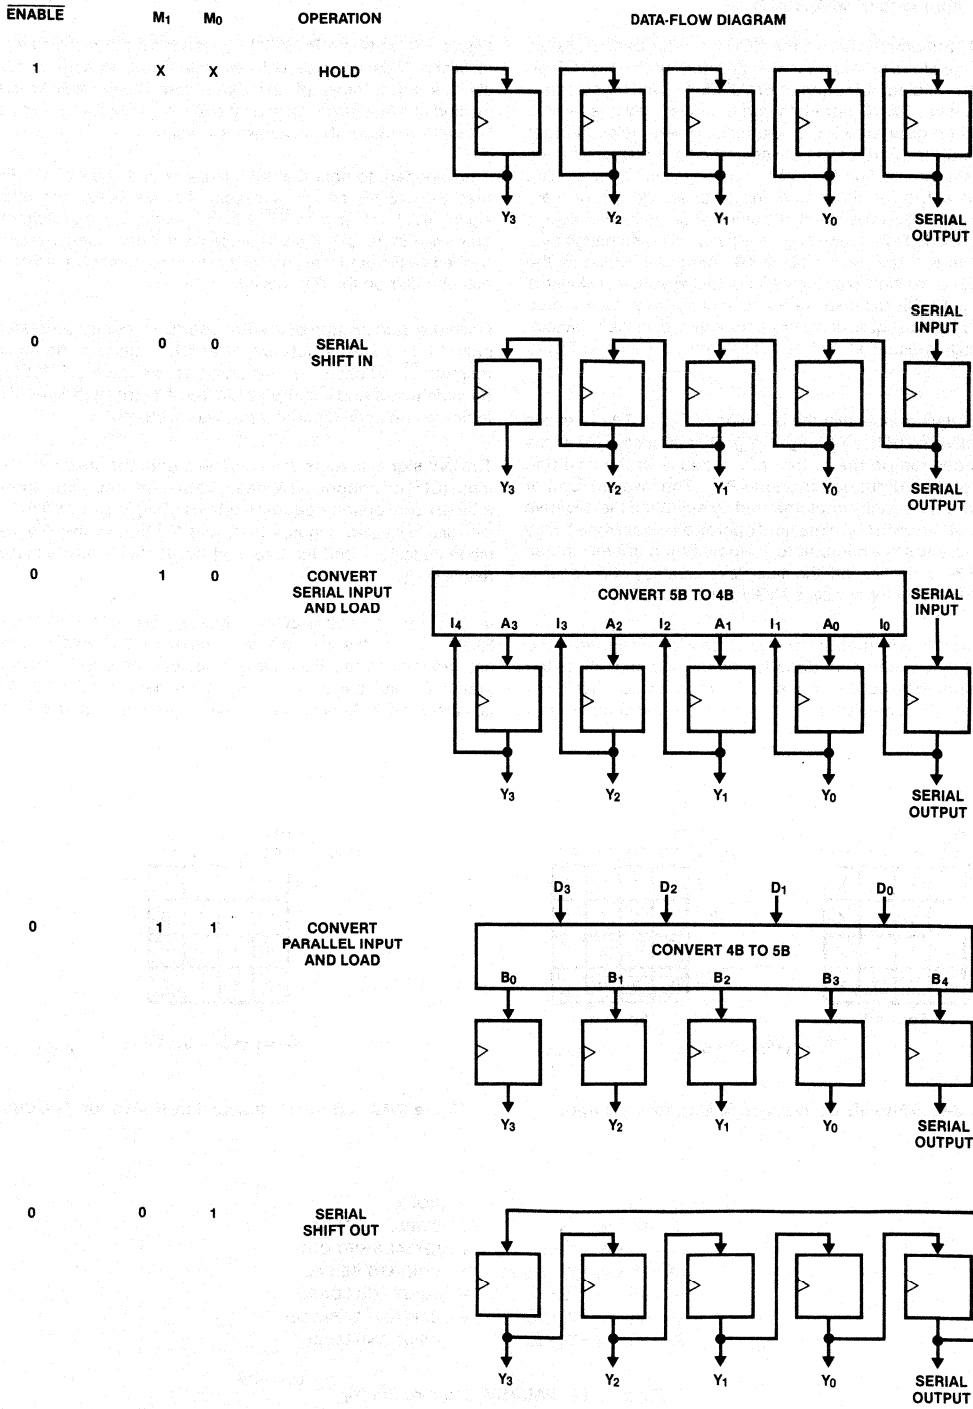 ENABLE M1 M0 OPERATION DATA-FLOW DIAGRAM
1 X X HOLD
Y3 Y2 Y1 Y0 SERIAL
OUTPUT
SERIAL
INPUT
0 0 0 SERIAL
SHIFT IN
Y3 Y2 Y1 Y0 SERIAL
OUTPUT
0 1 0 CONVERT
SERIAL INPUT
AND LOAD
CONVERT 5B TO 4B
SERIAL
INPUT
I4 A3 I3 A2 I2 A1 I1 A0 I0
Y3 Y2 Y1 Y0 SERIAL
OUTPUT
D3 D2 D1 D0
0 1 1 CONVERT
PARALLEL INPUT
AND LOAD
CONVERT 4B TO 5B
B0 B1 B2 B3 B4
Y3 Y2 Y1 Y0 SERIAL
OUTPUT
0 0 1 SERIAL
SHIFT OUT
Y3 Y2 Y1 Y0 SERIAL
OUTPUT